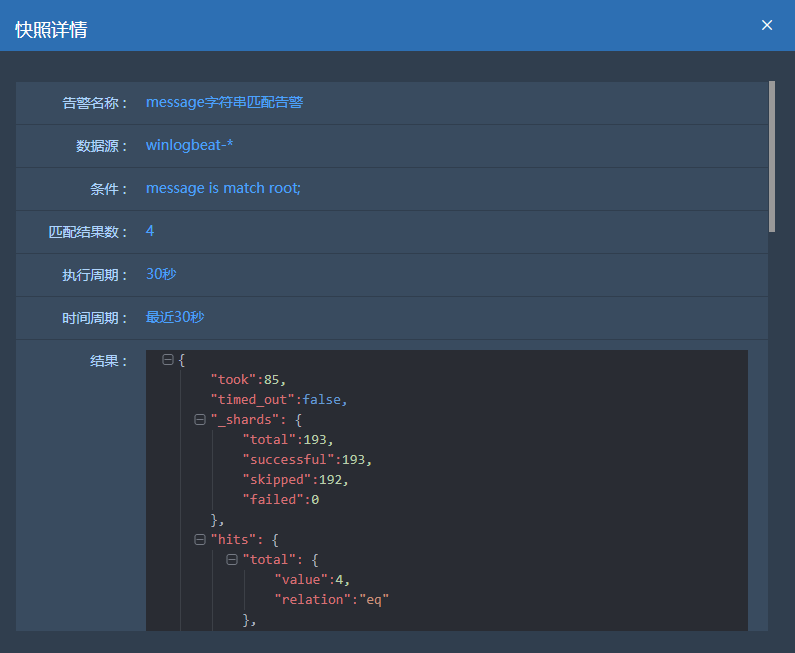 快照详情
告警名称： message字符串匹配告警
数据源： winlogbeat-*
条件： message is match root;
匹配结果数： 4
执行周期： 30秒
时间周期： 最近30秒
结果： {
"took":85,
"timed_out":false,
"_shards": {
"total":193,
"successful":193,
"skipped":192,
"failed":0
},
"hits": {
"total": {
"value":4,
"relation":"eq"
},